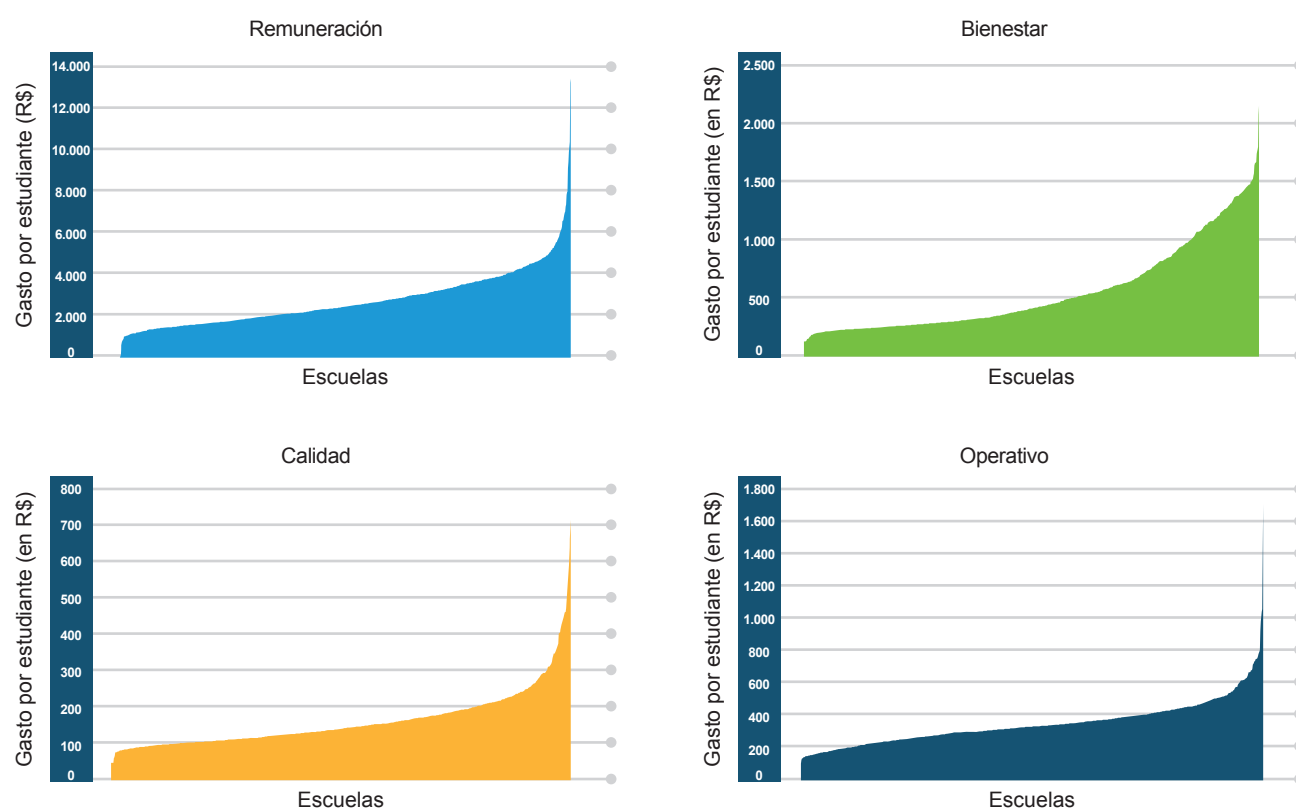 Remuneración
Gasto por estudiante (R$)
14.000
12.000
10.000
8.000
6.000
4.000
2.000
0
Escuelas
Bienestar
Gasto por estudiante (en R$)
2.500
2.000
1.500
1.000
500
0
Escuelas
Calidad
Gasto por estudiante (en R$)
800
700
600
500
400
300
200
100
0
Escuelas
Operativo
Gasto por estudiante (en R$)
1.800
1.600
1.400
1.200
1.000
800
600
400
200
0
Escuelas